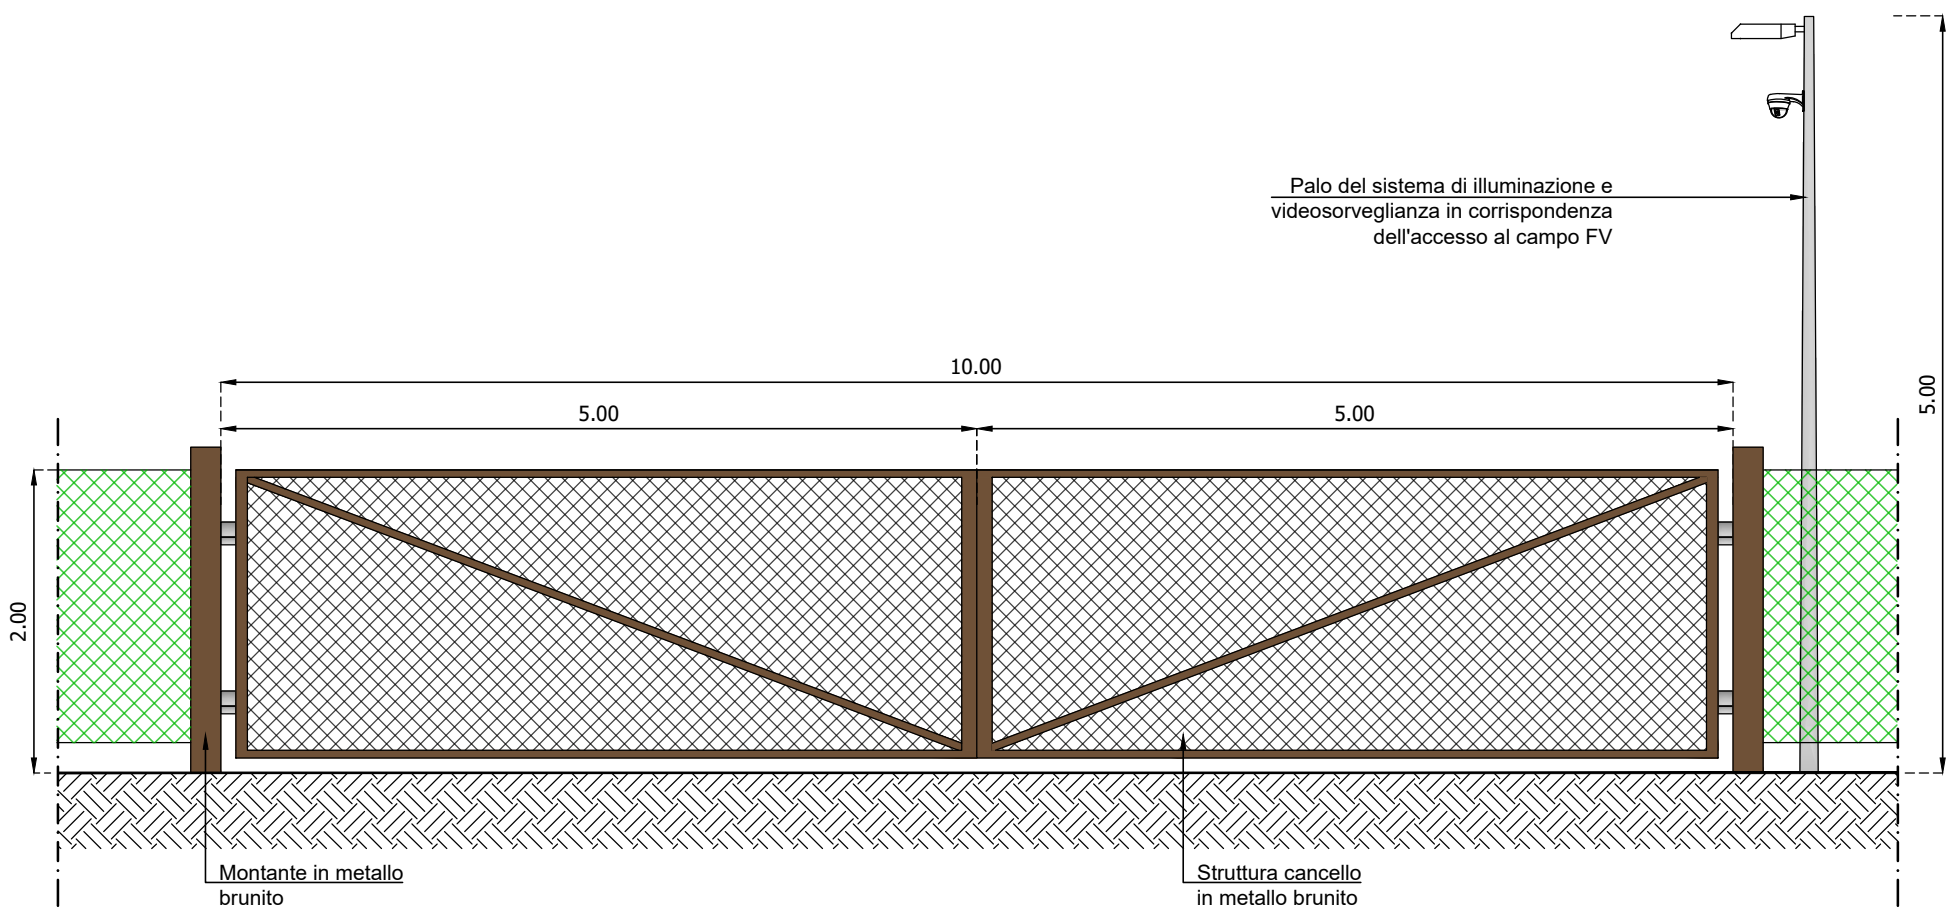 Palo del sistema di illuminazione e
videosorveglianza in corrispondenza
dell'accesso al campo FV
10.00
5.00
5.00
5.00
2.00
Montante in metallo
brunito
Struttura cancello
in metallo brunito